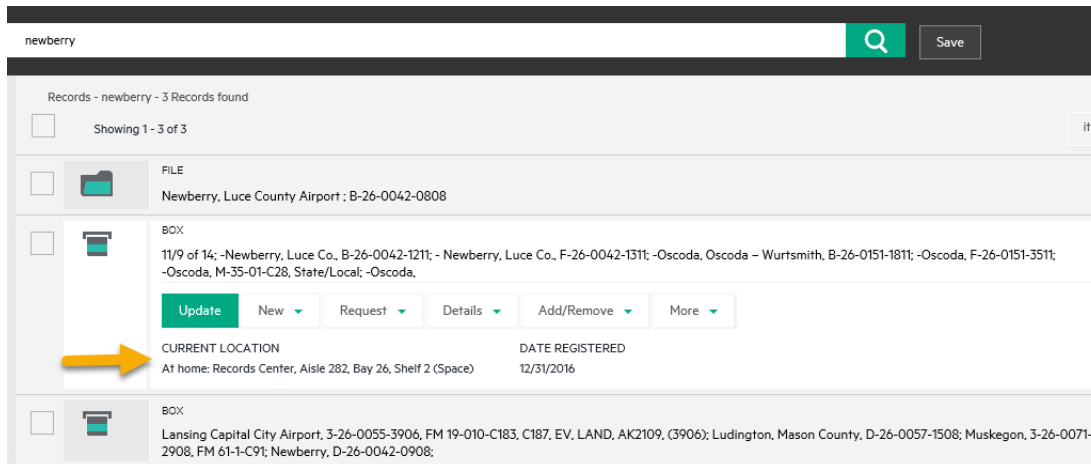 newberry
Save
Records - newberry - 3 Records found
Showing 1 - 3 of 3
it
FILE
Newberry, Luce County Airport ; B-26-0042-0808
BOX
11/9 of 14; -Newberry, Luce Co., B-26-0042-1211; - Newberry, Luce Co., F-26-0042-1311; -Oscoda, Oscoda – Wurtsmith, B-26-0151-1811; -Oscoda, F-26-0151-3511;
-Oscoda, M-35-01-C28, State/Local; -Oscoda,
Update New Request Details Add/Remove More
CURRENT LOCATION DATE REGISTERED
At home: Records Center, Aisle 282, Bay 26, Shelf 2 (Space) 12/31/2016
BOX
Lansing Capital City Airport, 3-26-0055-3906, FM 19-010-C183, C187, EV, LAND, AK2109, (3906); Ludington, Mason County, D-26-0057-1508; Muskegon, 3-26-0071-
2908, FM 61-1-C91; Newberry, D-26-0042-0908;